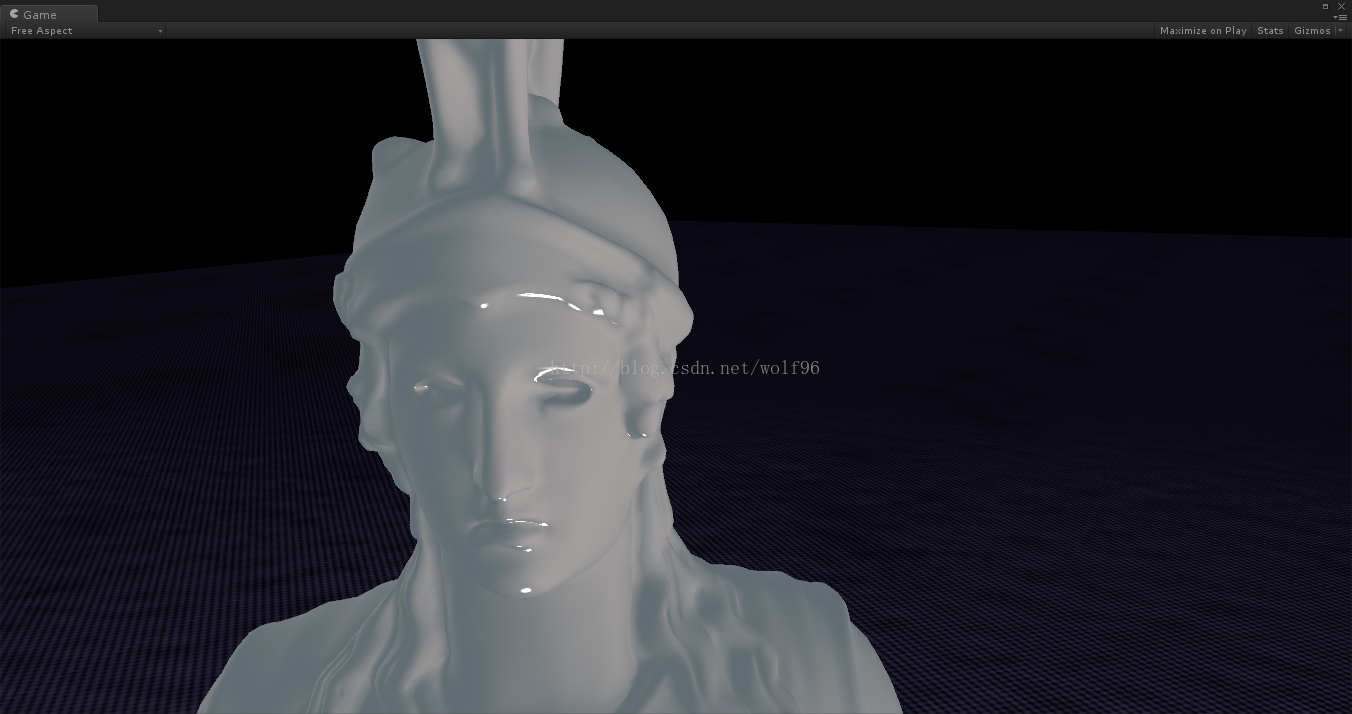 Game
Free Aspect
Maximize on Play Stats Gizmos
http://blog.csdn.net/wolf96